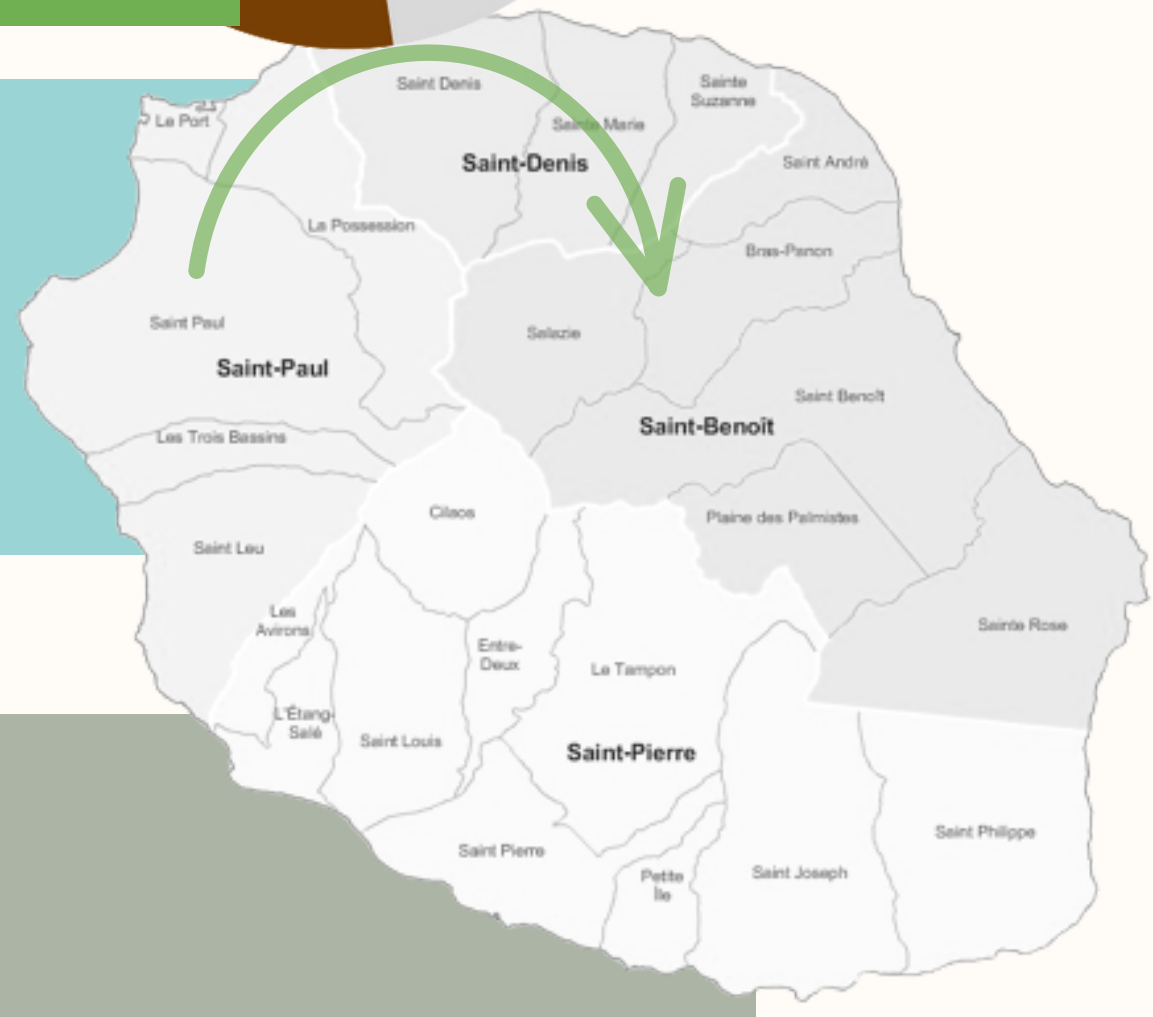 Saint Denis
Sainte
Suzanne
Le Port
Sainte Marie
Saint-Denis
Saint André
La Possession
Bras-Panon
Saint Paul
Salazie
Saint-Paul
Saint Benoît
Saint-Benoît
Les Trois Bassins
Cilaos
Plaine des Palmistes
Saint Leu
Les
Avirons
Sainte Rose
Entre-
Deux
Le Tampon
L'Étang-
Salé
Saint Louis
Saint-Pierre
Saint Philippe
Saint Pierre
Saint Joseph
Petite
Île